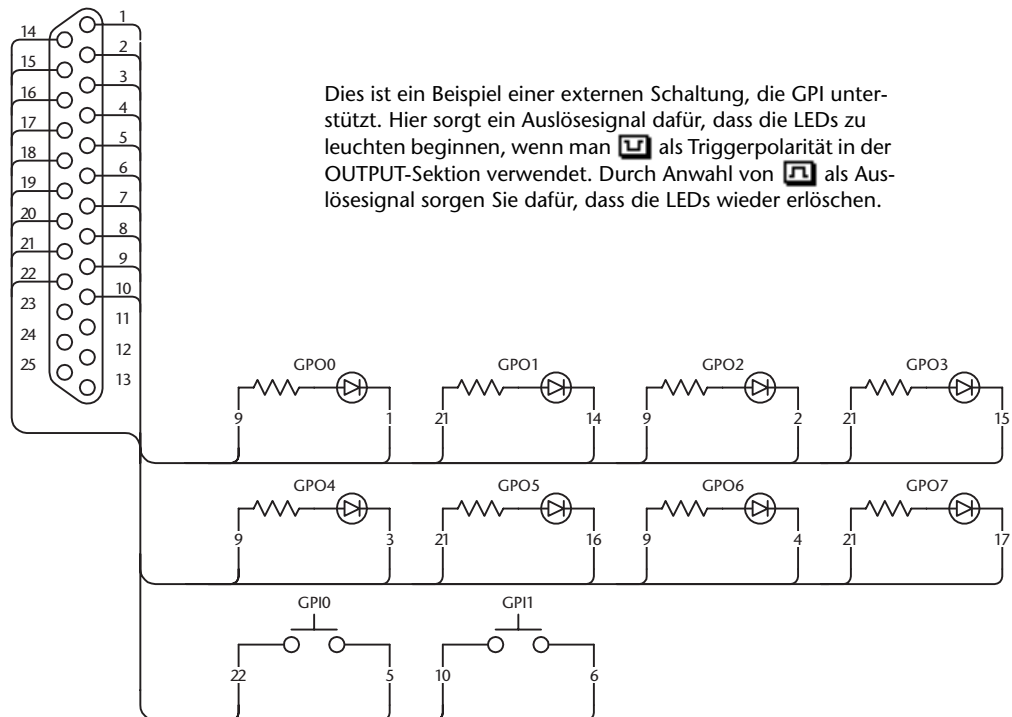 1
14
2
15
3
16
4
17
5
18
6
19
7
20
8
21
9
22
10
23
11
24
12
25
13
Dies ist ein Beispiel einer externen Schaltung, die GPI unter-
stützt. Hier sorgt ein Auslösesignal dafür, dass die LEDs zu
leuchten beginnen, wenn man als Triggerpolarität in der
OUTPUT-Sektion verwendet. Durch Anwahl von als Aus-
lösesignal sorgen Sie dafür, dass die LEDs wieder erlöschen.
GPO0 GPO1 GPO2 GPO3
9 1 21 14 9 2 21 15
GPO4 GPO5 GPO6 GPO7
9 3 21 16 9 4 21 17
GPI0 GPI1
22 5 10 6